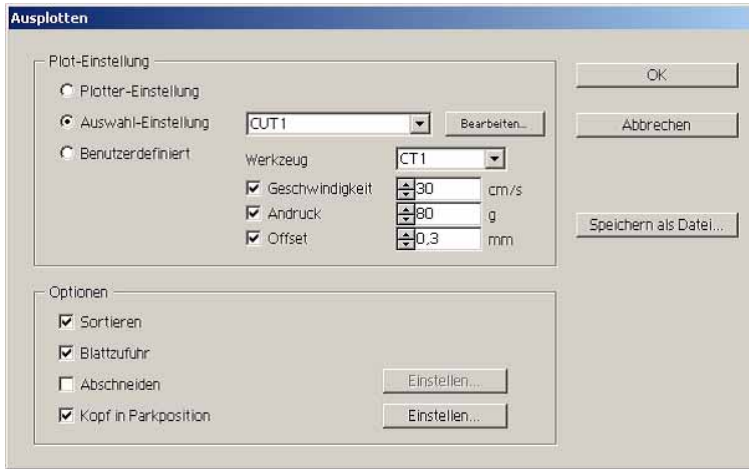 Ausplotten
Plot-Einstellung
Plotter-Einstellung
Auswahl-Einstellung CUT1 Bearbeiten...
Benutzerdefiniert
Werkzeug CT1
Geschwindigkeit 30 cm/s
Andruck 80 g
Offset 0,3 mm
OK
Abbrechen
Speichern als Datei...
Optionen
Sortieren
Blattzufuhr
Abschneiden Einstellen...
Kopf in Parkposition Einstellen...